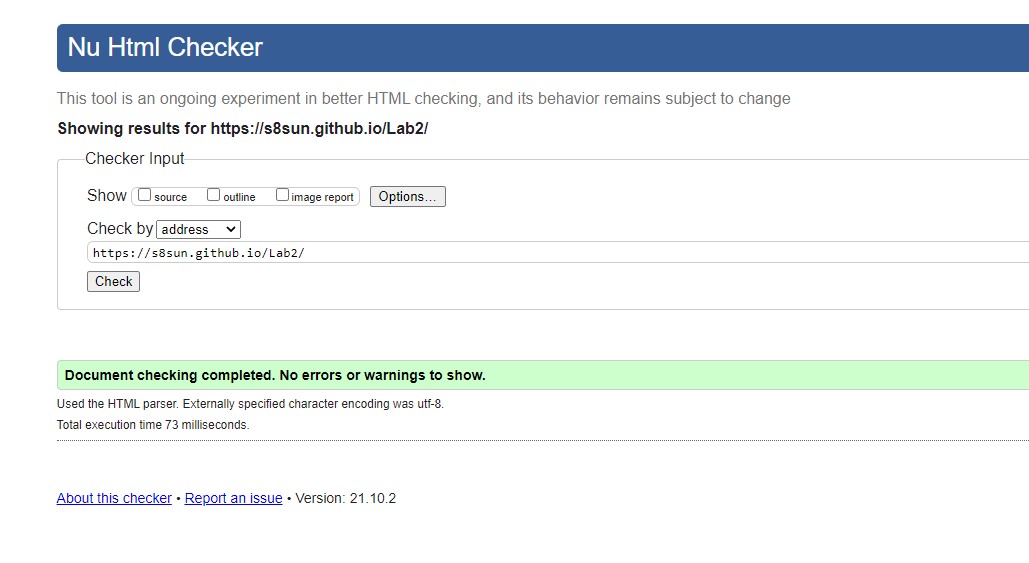 Nu Html Checker
This tool is an ongoing experiment in better HTML checking, and its behavior remains subject to change
Showing results for https://s8sun.github.io/Lab2/
Checker Input
Show source outline image report Options...
Check by address
https://s8sun.github.io/Lab2/
Check
Document checking completed. No errors or warnings to show.
Used the HTML parser. Externally specified character encoding was utf-8.
Total execution time 73 milliseconds.
About this checker • Report an issue • Version: 21.10.2